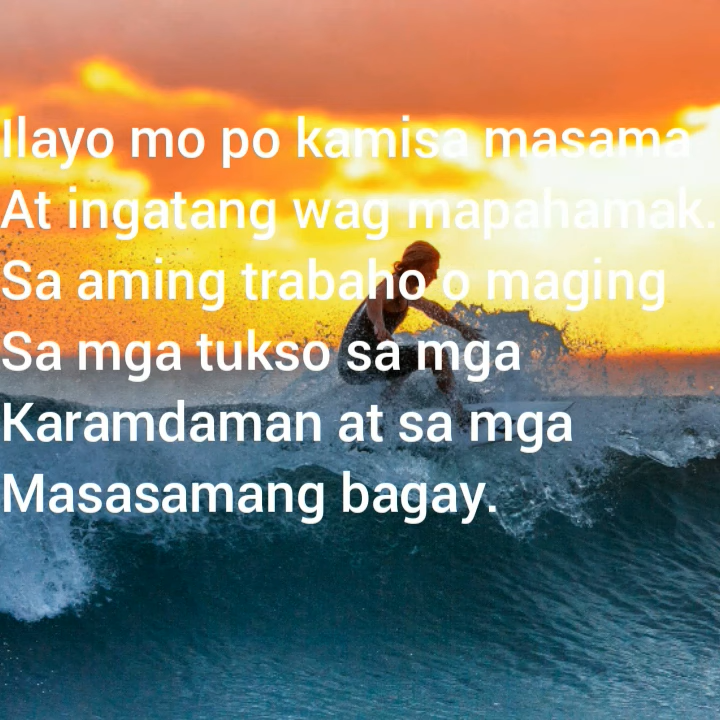 Ilayo mo po kamisa masama
At ingatang wag mapahamak.
Sa aming trabaho o maging
Sa mga tukso sa mga
Karamdaman at sa mga
Masasamang bagay.